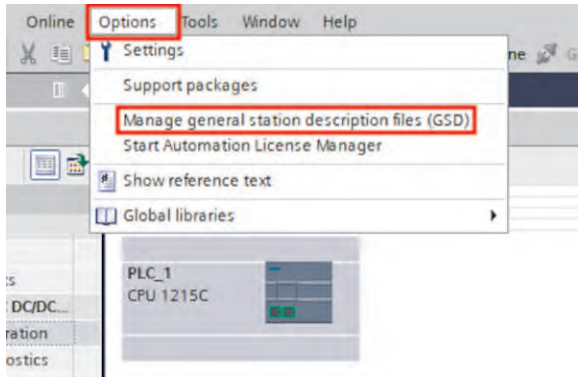 Online Options Tools Window Help
Settings
ne
Support packages
Manage general station description files (GSD)
Start Automation License Manager
Show reference text
Global libraries
PLC_1
CPU 1215C
DC/DC...
ration
ostics